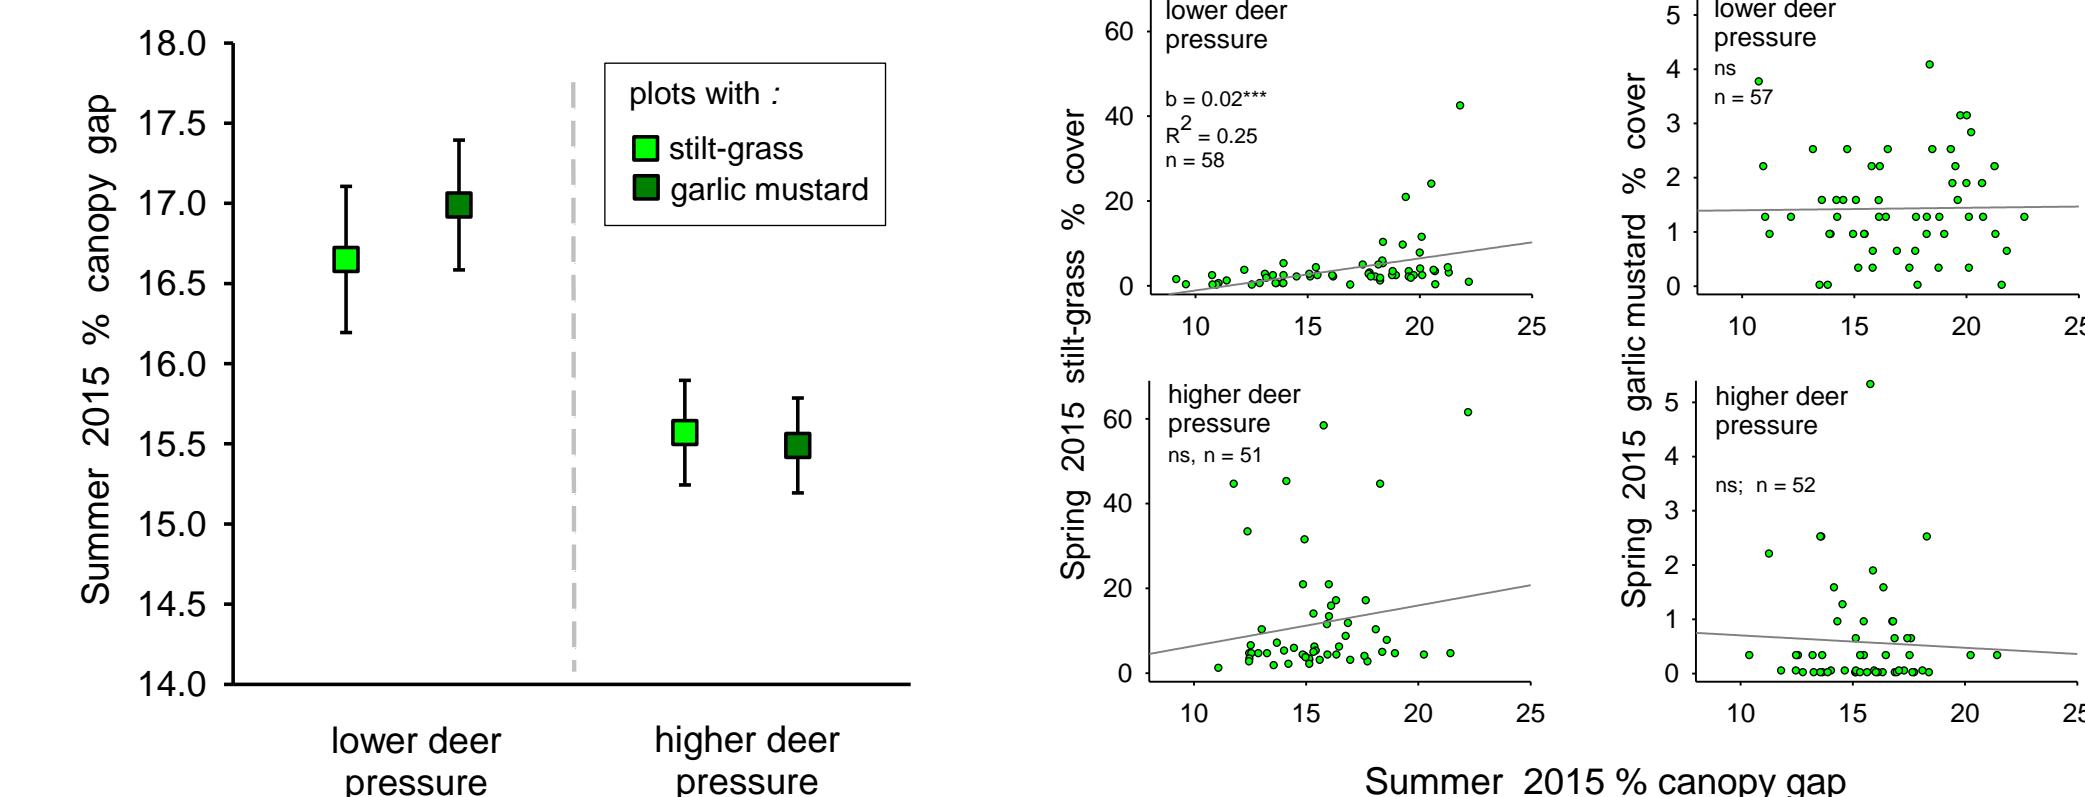 Summer 2015 % canopy gap
18.0
17.5
17.0
16.5
16.0
15.5
15.0
14.5
14.0
plots with :
stilt-grass
garlic mustard
lower deer
pressure
higher deer
pressure
Spring 2015 stilt-grass % cover
60
40
20
0
lower deer
pressure
b = 0.02***
R2 = 0.25
n = 58
10 15 20 25
60
40
20
0
higher deer
pressure
ns, n = 51
10 15 20 25
Spring 2015 garlic mustard % cover
5
4
3
2
1
0
lower deer
pressure
ns
n = 57
10 15 20 25
5
4
3
2
1
0
higher deer
pressure
ns; n = 52
10 15 20 25
Summer 2015 % canopy gap